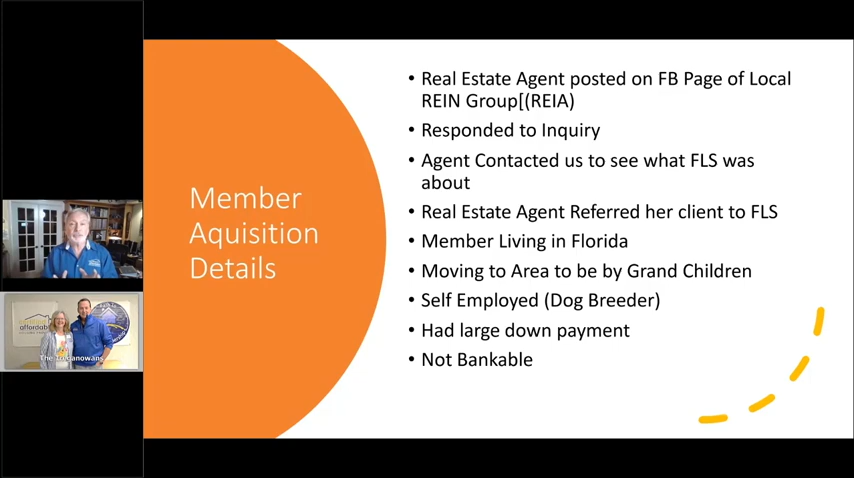 Member
Aquisition
Details
• Real Estate Agent posted on FB Page of Local
REIN Group[(REIA)
• Responded to Inquiry
• Agent Contacted us to see what FLS was
about
• Real Estate Agent Referred her client to FLS
• Member Living in Florida
• Moving to Area to be by Grand Children
• Self Employed (Dog Breeder)
• Had large down payment
• Not Bankable
affordable
The